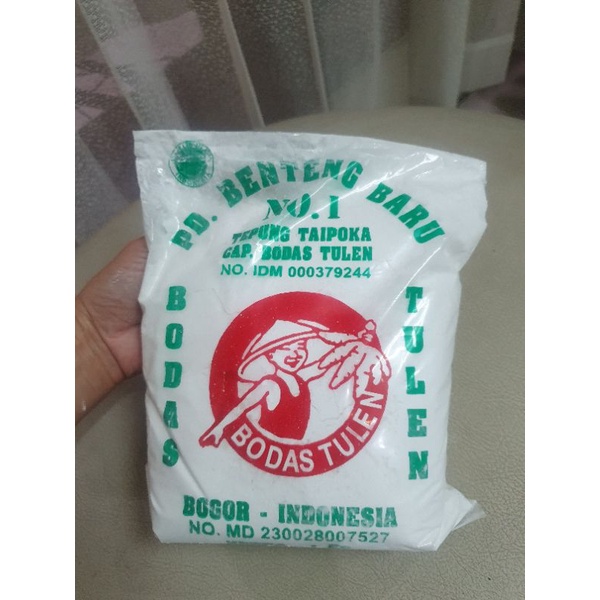 PD. BENTENG BARU
NO. 1
TEPUNG TAIPOKA
CAP. BODAS TULEN
NO. IDM 000379244
BODAS
TULEN
BODAS TULEN
BOGOR - INDONESIA
NO. MD 230028007527